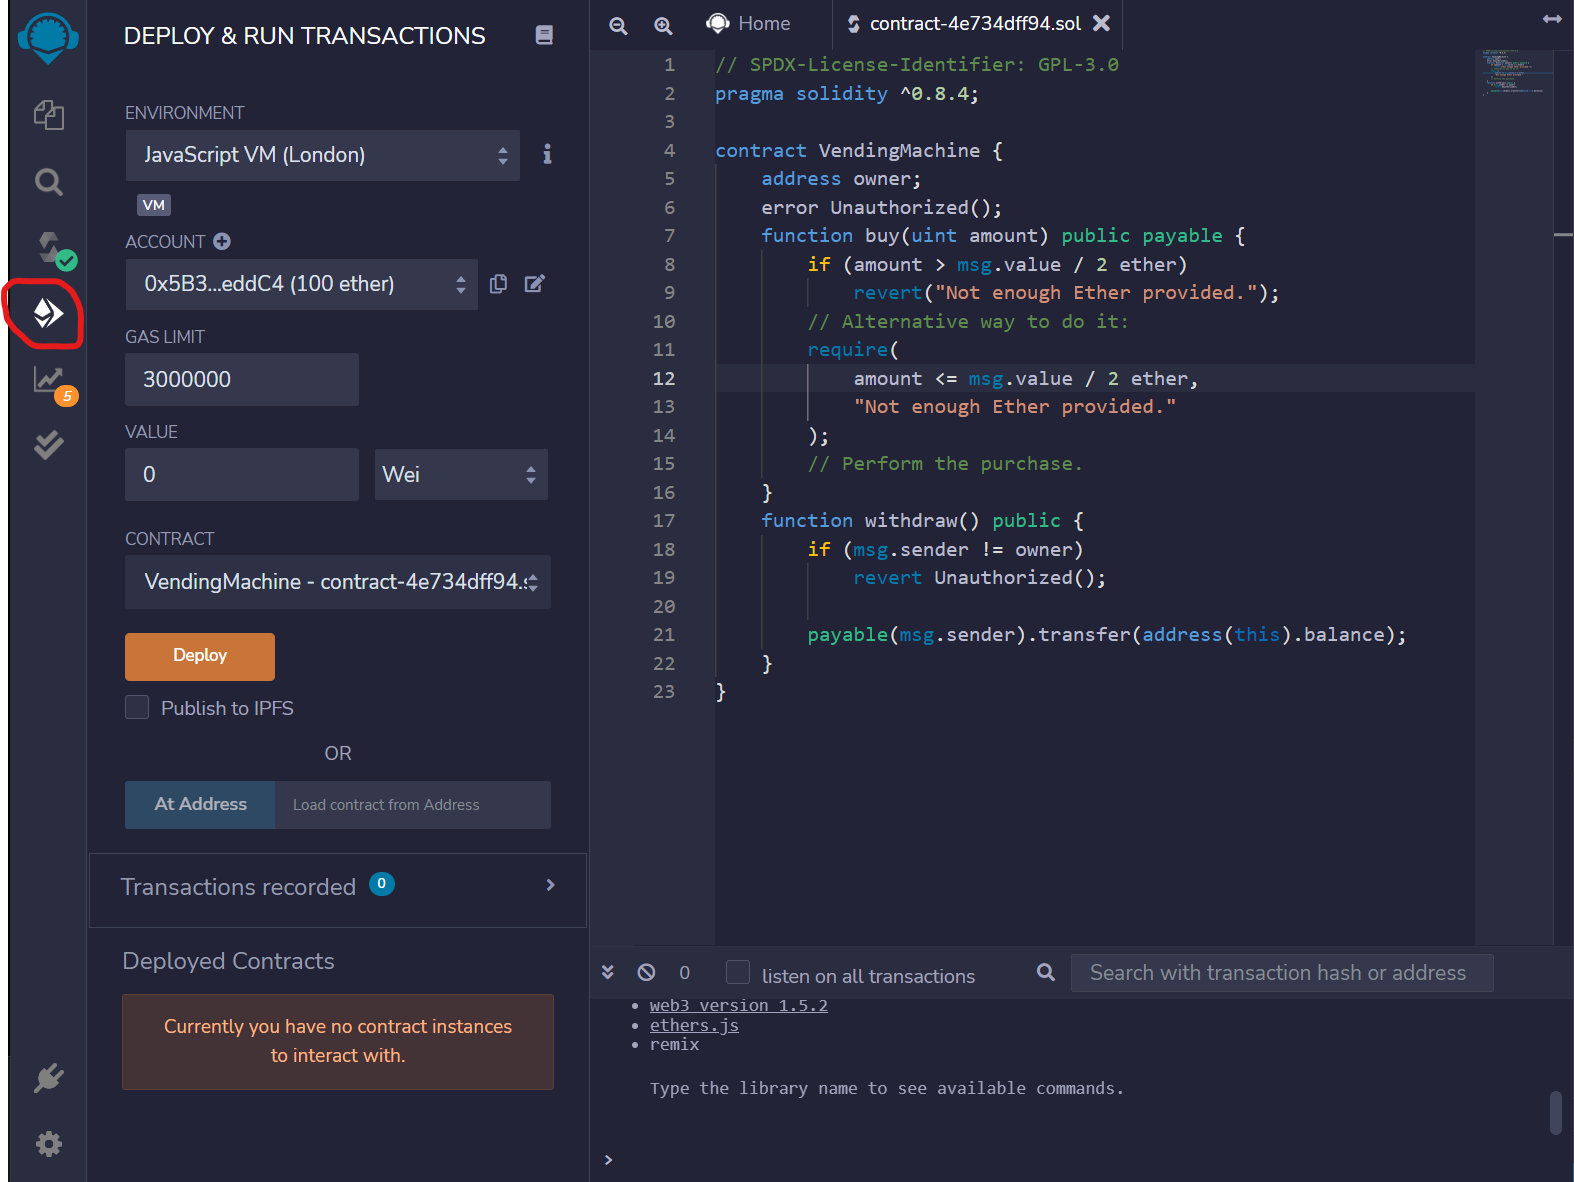 DEPLOY & RUN TRANSACTIONS
ENVIRONMENT
JavaScript VM (London)
VM
ACCOUNT
0x5B3...eddC4 (100 ether)
GAS LIMIT
3000000
VALUE
0
Wei
CONTRACT
VendingMachine - contract-4e734dff94.s
Deploy
Publish to IPFS
OR
At Address
Load contract from Address
Transactions recorded 0
Deployed Contracts
Currently you have no contract instances
to interact with.
5
Home
contract-4e734dff94.sol
1 // SPDX-License-Identifier: GPL-3.0
2 pragma solidity ^0.8.4;
3
4 contract VendingMachine {
5 address owner;
6 error Unauthorized();
7 function buy(uint amount) public payable {
8 if (amount > msg.value / 2 ether)
9 revert("Not enough Ether provided.");
10 // Alternative way to do it:
11 require(
12 amount <= msg.value / 2 ether,
13 "Not enough Ether provided."
14 );
15 // Perform the purchase.
16 }
17 function withdraw() public {
18 if (msg.sender != owner)
19 revert Unauthorized();
20
21 payable(msg.sender).transfer(address(this).balance);
22 }
23 }
0
listen on all transactions
Search with transaction hash or address
• web3 version 1.5.2
• ethers.js
• remix
Type the library name to see available commands.
>